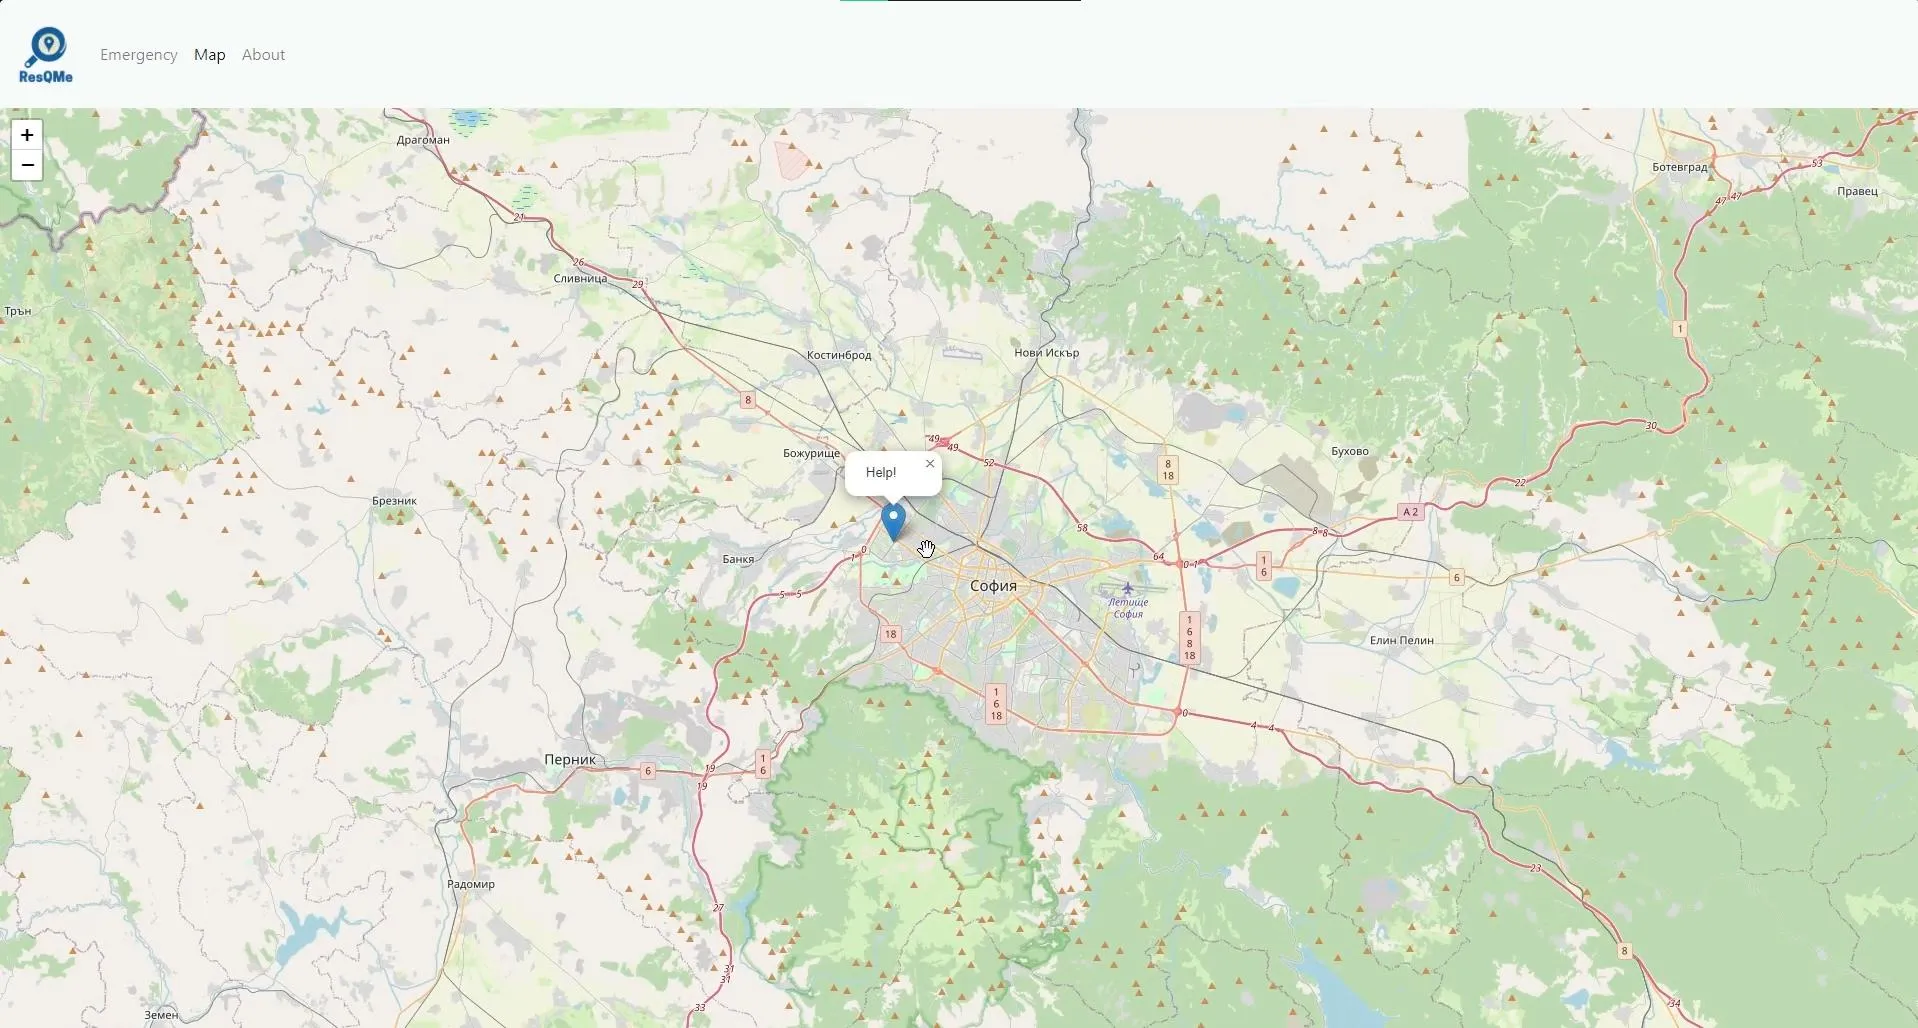 ResQMe
Emergency Map About
+
−
Драгоман
Ботевград
53
Правец
47
47
21
26
Сливница
29
Трън
1
Костинброд
Нови Искър
8
30
49
49
Божурище
52
Бухово
Help! ×
8
18
22
Брезник
A 2
58
8
8
0
1
Банкя
64
0
1
1
6
6
София
5
5
Летище
София
18
1
6
8
18
Елин Пелин
1
6
18
0
4
4
Перник
6
19
1
6
19
23
Радомир
27
8
31
31
34
33
Земен